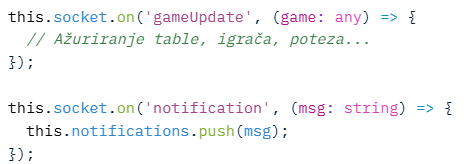 this.socket.on('gameUpdate', (game: any) => {
  // Ažuriranje table, igrača, poteza...
});

this.socket.on('notification', (msg: string) => {
  this.notifications.push(msg);
});